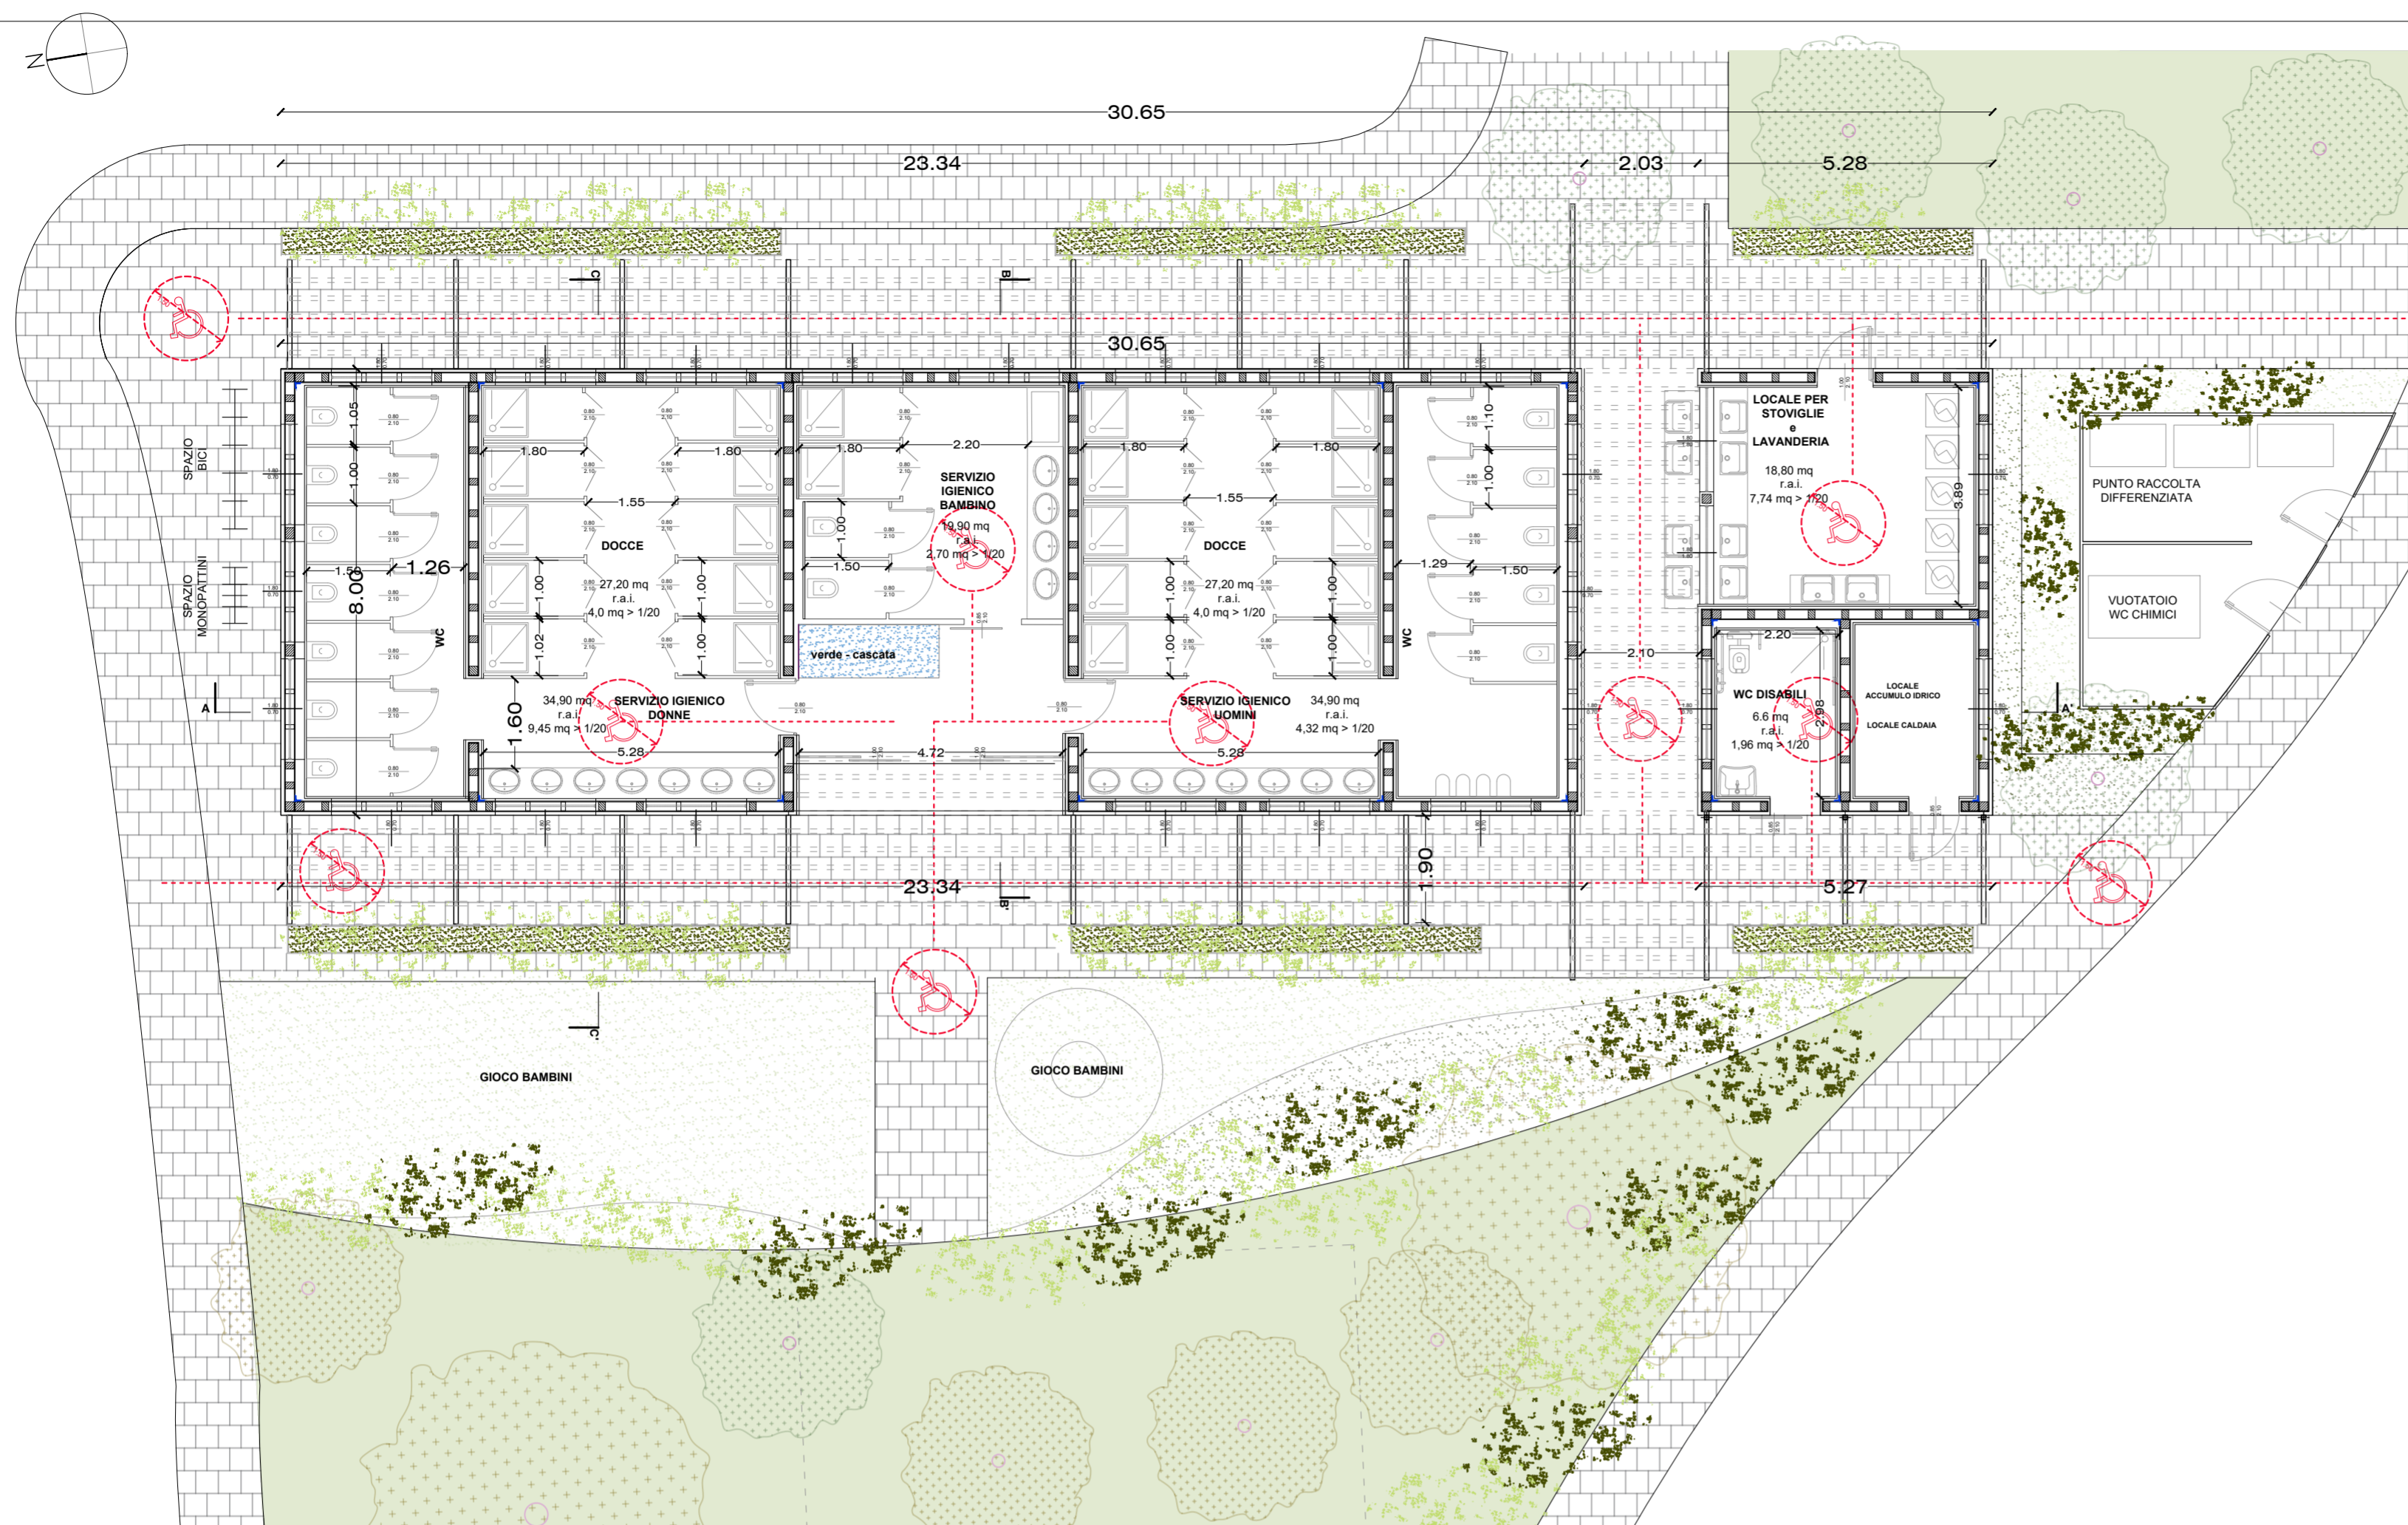 N
30.65
23.34
2.03
5.28
C
B
30.65
SPAZIO
BICI
SPAZIO
MONOPATTINI
1.05
1.00
1.50
1.26
8.00
WC
1.80
1.80
1.55
DOCCE
27,20 mq
r.a.i.
4,0 mq > 1/20
1.00
1.00
1.02
1.00
1.80
2.20
SERVIZIO
IGIENICO
BAMBINO
19,90 mq
r.a.i.
2,70 mq > 1/20
1.00
1.50
verde - cascata
1.80
1.80
1.55
DOCCE
27,20 mq
r.a.i.
4,0 mq > 1/20
1.00
1.00
1.00
1.00
1.10
1.00
1.29
1.50
WC
LOCALE PER
STOVIGLIE
e
LAVANDERIA
18,80 mq
r.a.i.
7,74 mq > 1/20
3.89
PUNTO RACCOLTA
DIFFERENZIATA
VUOTATOIO
WC CHIMICI
2.10
2.20
WC DISABILI
6.6 mq
r.a.i.
1,96 mq > 1/20
2.98
LOCALE
ACCUMULO IDRICO
LOCALE CALDAIA
A
A'
34,90 mq
r.a.i.
9,45 mq > 1/20
SERVIZIO IGIENICO
DONNE
1.60
5.28
4.72
SERVIZIO IGIENICO
UOMINI
34,90 mq
r.a.i.
4,32 mq > 1/20
5.28
1.90
23.34
5.27
B'
C'
GIOCO BAMBINI
GIOCO BAMBINI